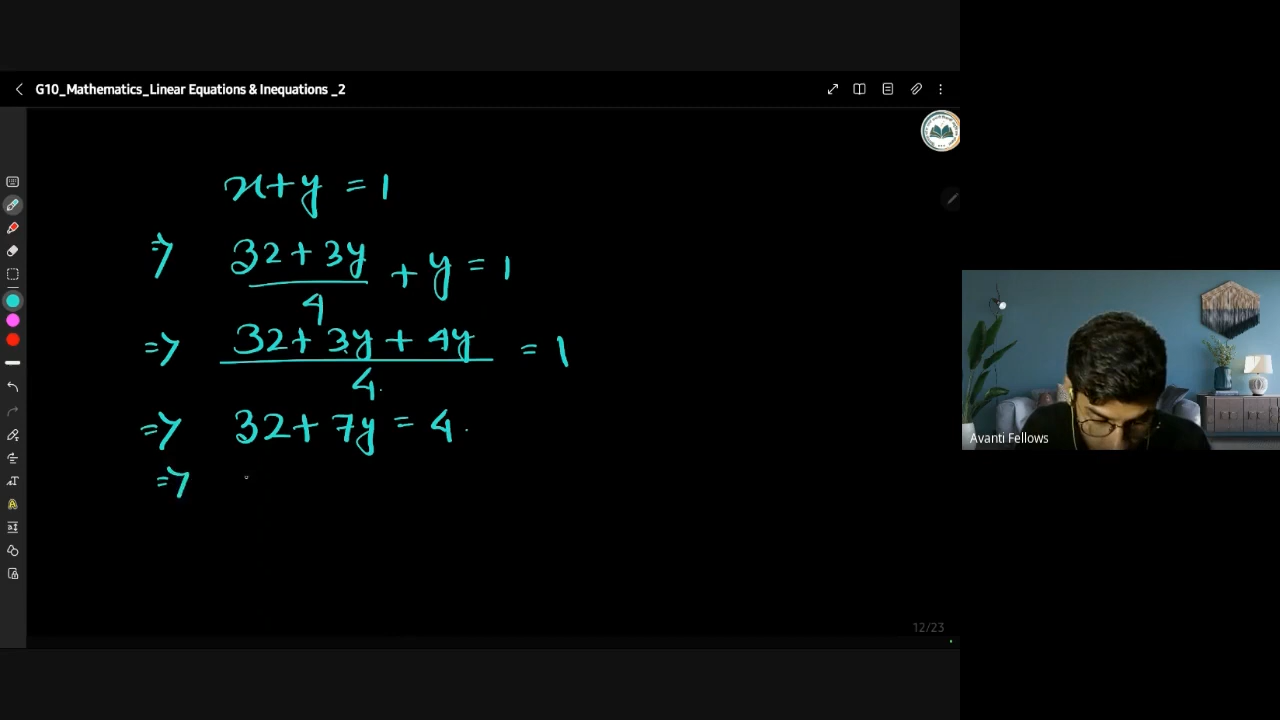 G10_Mathematics_Linear Equations & Inequations _2
x+y = 1
=> 32+3y/4 + y = 1
=> 32+3y+4y/4. = 1
=> 32+7y = 4.
=>
12/23
Avanti Fellows